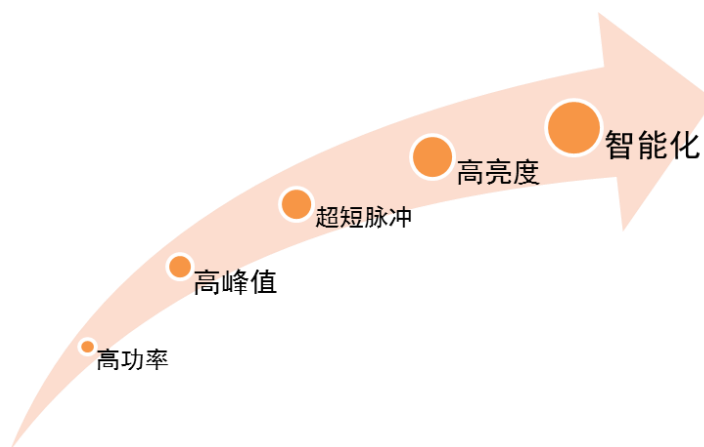 智能化
高亮度
超短脉冲
高峰值
高功率